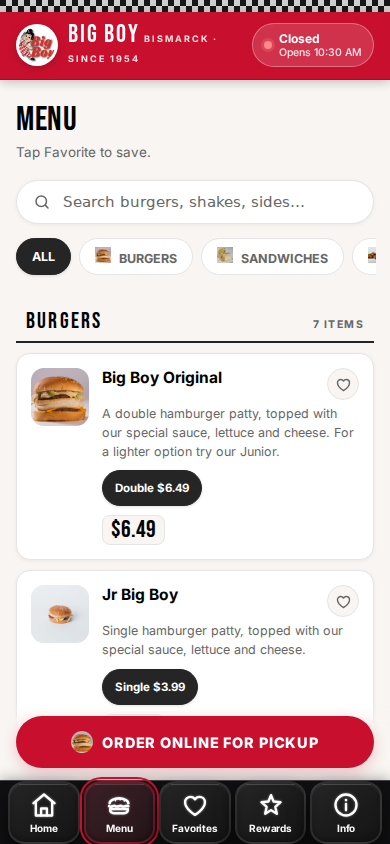 Big Boy
BIG BOY BISMARCK ·
SINCE 1954
Closed
Opens 10:30 AM
MENU
Tap Favorite to save.
Search burgers, shakes, sides...
ALL
BURGERS
SANDWICHES
BURGERS
7 ITEMS
Big Boy Original
A double hamburger patty, topped with
our special sauce, lettuce and cheese. For
a lighter option try our Junior.
Double $6.49
$6.49
Jr Big Boy
Single hamburger patty, topped with our
special sauce, lettuce and cheese.
Single $3.99
ORDER ONLINE FOR PICKUP
Home
Menu
Favorites
Rewards
Info